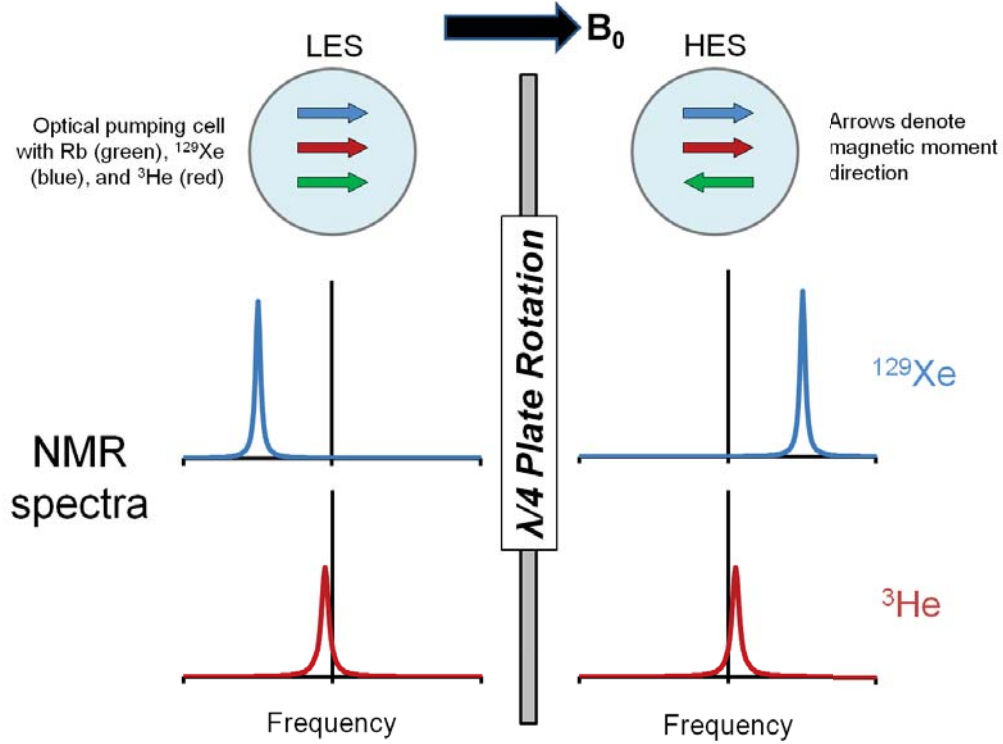 B₀
LES
HES
Optical pumping cell
with Rb (green), ¹²⁹Xe
(blue), and ³He (red)
Arrows denote
magnetic moment
direction
λ/4 Plate Rotation
NMR
spectra
¹²⁹Xe
³He
Frequency
Frequency